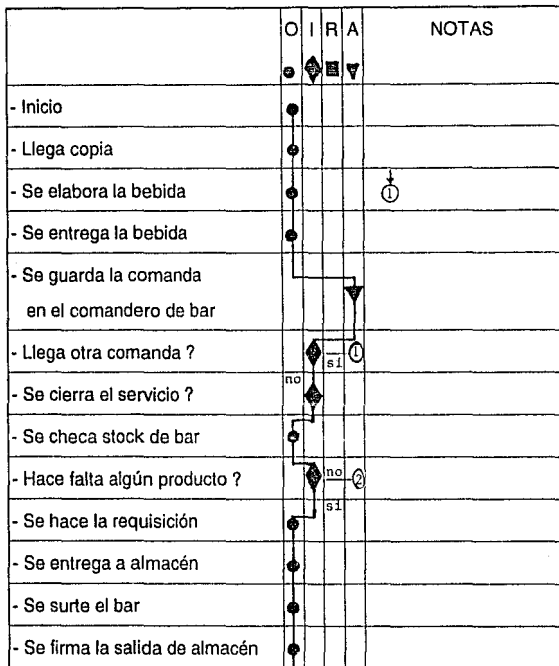 O I R A NOTAS
- Inicio
- Llega copia
- Se elabora la bebida 1
- Se entrega la bebida
- Se guarda la comanda
en el comandero de bar
- Llega otra comanda ? sí 1
no
- Se cierra el servicio ?
- Se checa stock de bar
- Hace falta algún producto ? no 2
sí
- Se hace la requisición
- Se entrega a almacén
- Se surte el bar
- Se firma la salida de almacén